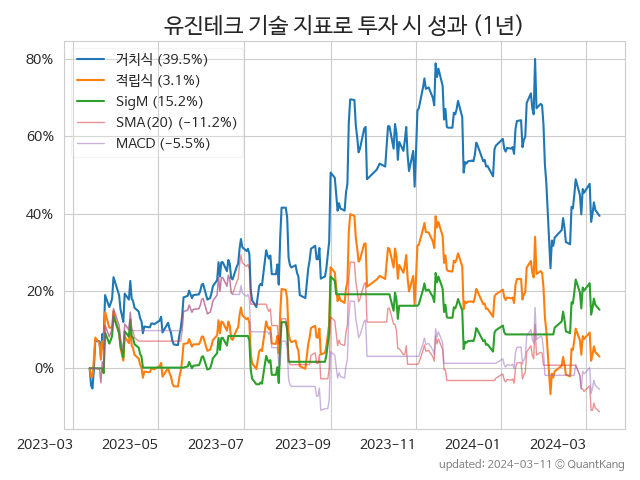 유진테크 기술 지표로 투자 시 성과 (1년)
거치식 (39.5%)
적립식 (3.1%)
SigM (15.2%)
SMA(20) (−11.2%)
MACD (−5.5%)
80%
60%
40%
20%
0%
2023-03 2023-05 2023-07 2023-09 2023-11 2024-01 2024-03
updated: 2024-03-11 © QuantKang